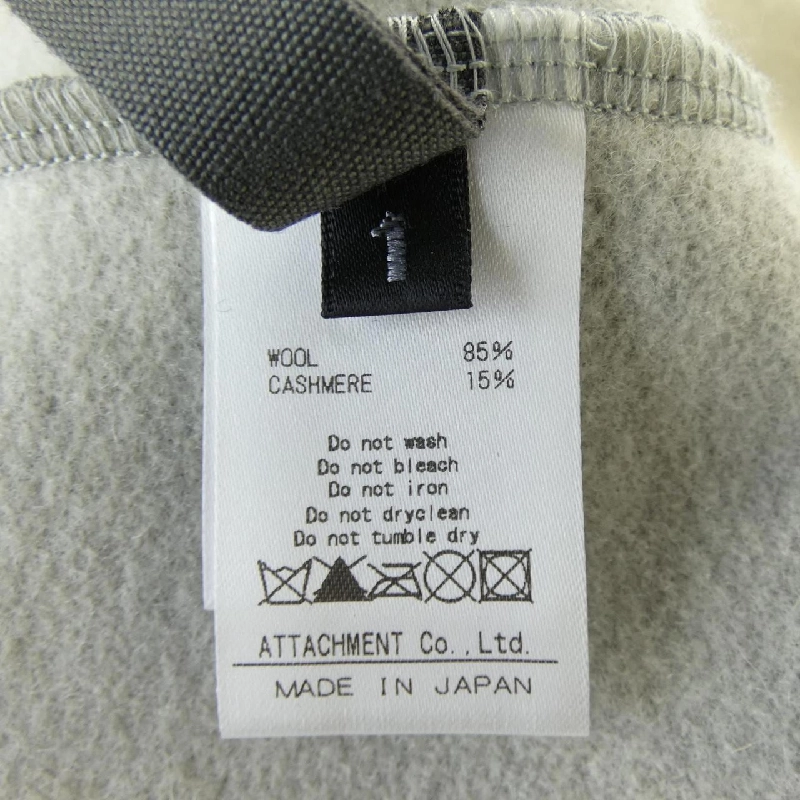 1
WOOL 85%
CASHMERE 15%
Do not wash
Do not bleach
Do not iron
Do not dryclean
Do not tumble dry
ATTACHMENT Co.,Ltd.
MADE IN JAPAN